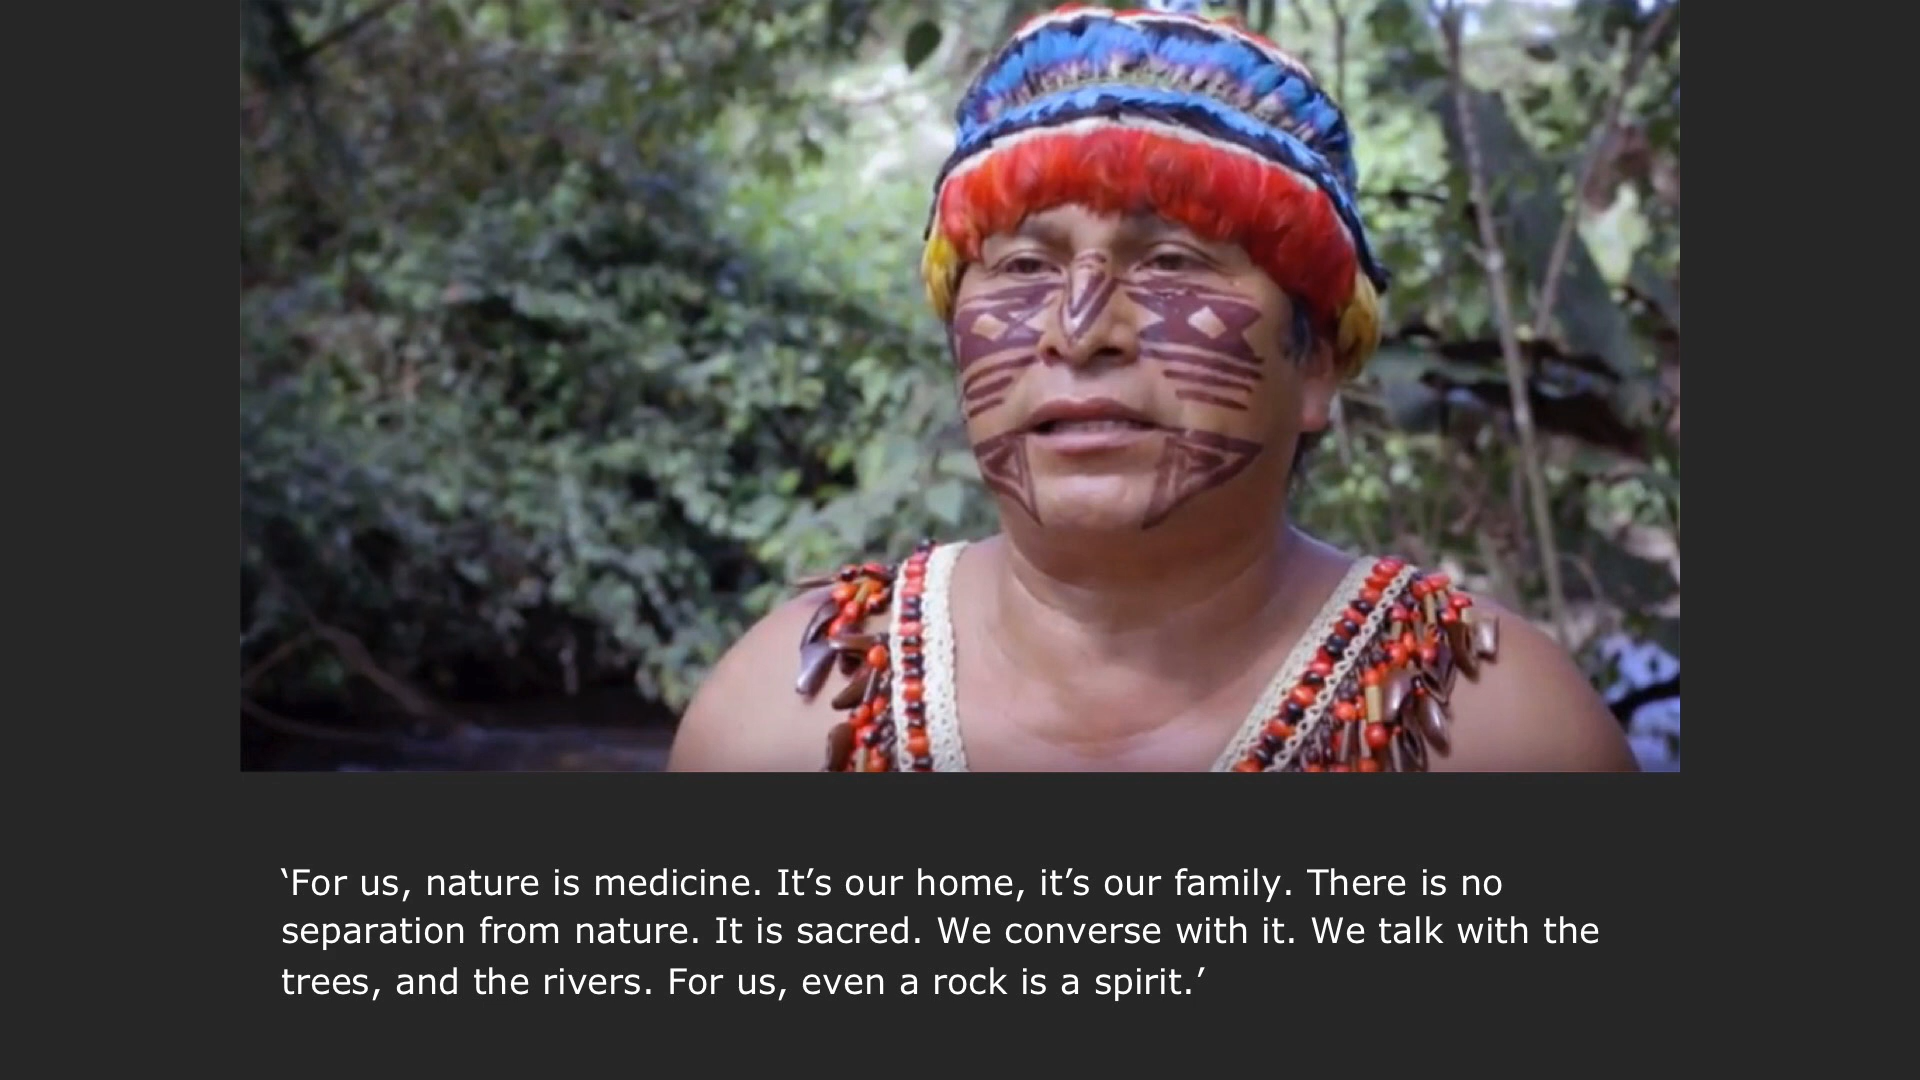 ‘For us, nature is medicine. It’s our home, it’s our family. There is no
separation from nature. It is sacred. We converse with it. We talk with the
trees, and the rivers. For us, even a rock is a spirit.’